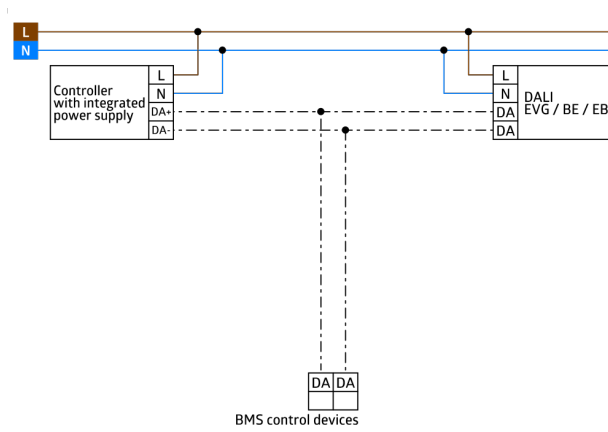 L
N
Controller
with integrated
power supply
L
N
DA+
DA-
L
N
DA
DA
DALI
EVG / BE / EB
DA DA
BMS control devices